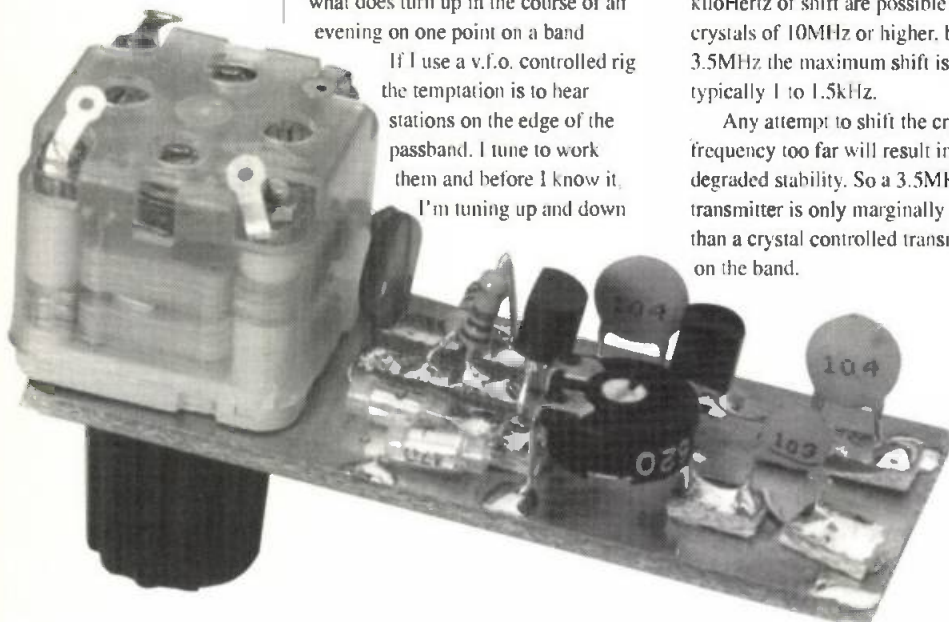 what does turn up in the course of an
evening on one point on a band
If I use a v.f.o. controlled rig
the temptation is to hear
stations on the edge of the
passband. I tune to work
them and before I know it,
I'm tuning up and down
kiloHertz of shift are possible
crystals of 10MHz or higher, b
3.5MHz the maximum shift is
typically 1 to 1.5kHz.
Any attempt to shift the cr
frequency too far will result in
degraded stability. So a 3.5MH
transmitter is only marginally
than a crystal controlled transm
on the band.
104
104
103